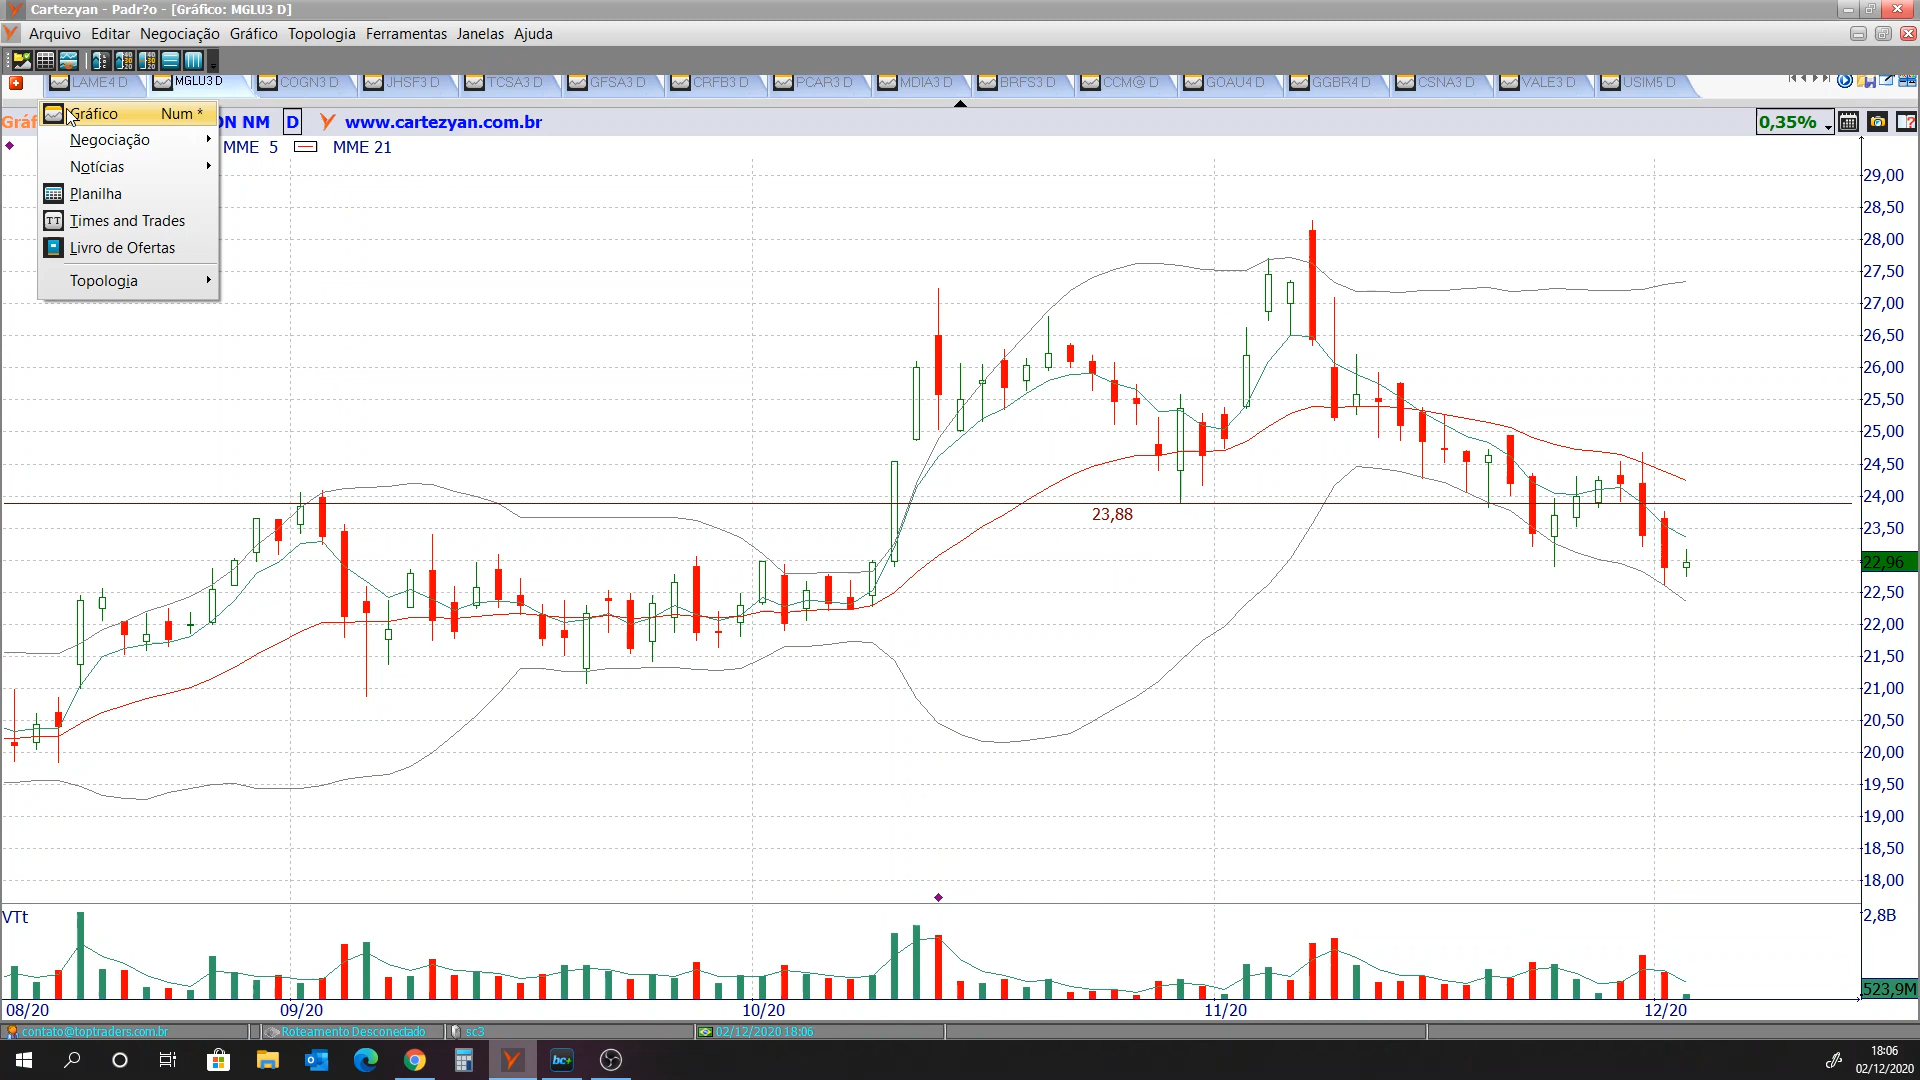 Cartezyan - Padr?o - [Gráfico: MGLU3 D]
Arquivo Editar Negociação Gráfico Topologia Ferramentas Janelas Ajuda
LAME4 D MGLU3 D COGN3 D JHSF3 D TCSA3 D GFSA3 D CRFB3 D PCAR3 D MDIA3 D BRFS3 D CCM@ D GOAU4 D GGBR4 D CSNA3 D VALE3 D USIM5 D
Gráf ON NM D www.cartezyan.com.br 0,35%
Gráfico Num *
Negociação
Notícias
Planilha
Times and Trades
Livro de Ofertas
Topologia
MME 5 MME 21
29,00
28,50
28,00
27,50
27,00
26,50
26,00
25,50
25,00
24,50
24,00
23,88
23,50
22,96
22,50
22,00
21,50
21,00
20,50
20,00
19,50
19,00
18,50
18,00
VTt
2,8B
523,9M
08/20 09/20 10/20 11/20 12/20
contato@toptraders.com.br Roteamento Desconectado sc3 02/12/2020 18:06
bc+
18:06
02/12/2020